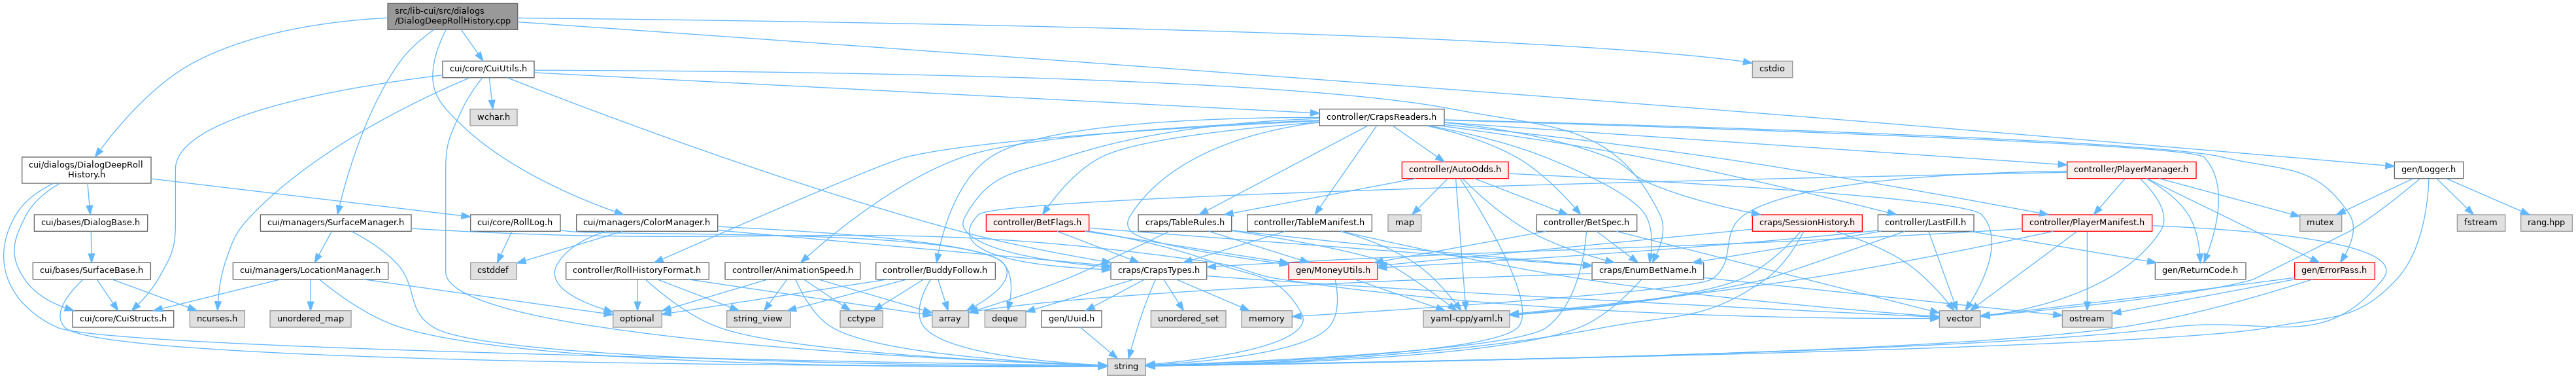 src/lib-cui/src/dialogs
/DialogDeepRollHistory.cpp
cui/core/CuiUtils.h
cstdio
wchar.h
controller/CrapsReaders.h
cui/dialogs/DialogDeepRoll
History.h
controller/AutoOdds.h
controller/PlayerManager.h
gen/Logger.h
cui/bases/DialogBase.h
cui/managers/SurfaceManager.h
cui/core/RollLog.h
cui/managers/ColorManager.h
controller/BetFlags.h
craps/TableRules.h
controller/TableManifest.h
map
controller/BetSpec.h
craps/SessionHistory.h
controller/LastFill.h
controller/PlayerManifest.h
mutex
fstream
rang.hpp
cui/bases/SurfaceBase.h
cui/managers/LocationManager.h
cstddef
controller/RollHistoryFormat.h
controller/AnimationSpeed.h
controller/BuddyFollow.h
craps/CrapsTypes.h
gen/MoneyUtils.h
craps/EnumBetName.h
gen/ReturnCode.h
gen/ErrorPass.h
cui/core/CuiStructs.h
ncurses.h
unordered_map
optional
string_view
cctype
array
deque
gen/Uuid.h
unordered_set
memory
yaml-cpp/yaml.h
vector
ostream
string